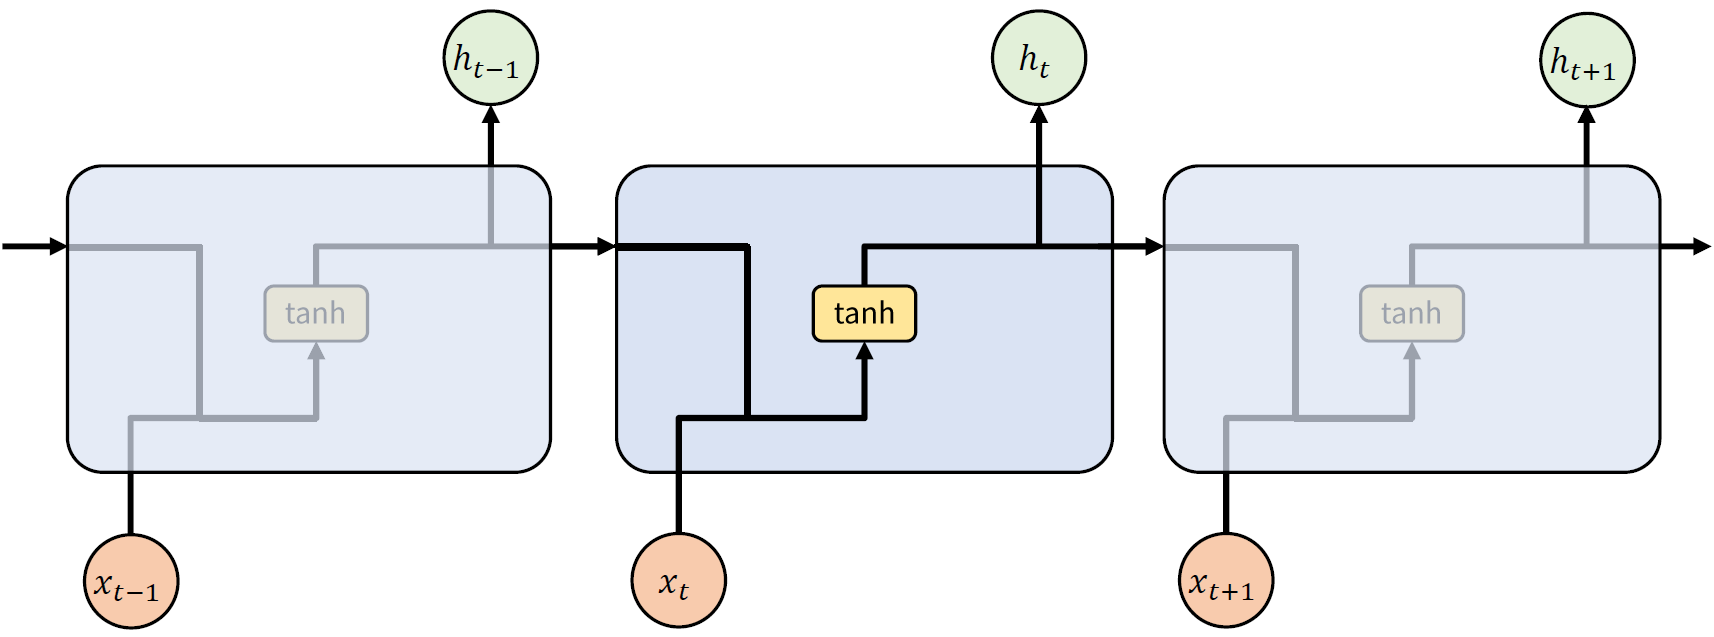 h_{t−1} h_t h_{t+1}
tanh tanh tanh
x_{t−1} x_t x_{t+1}